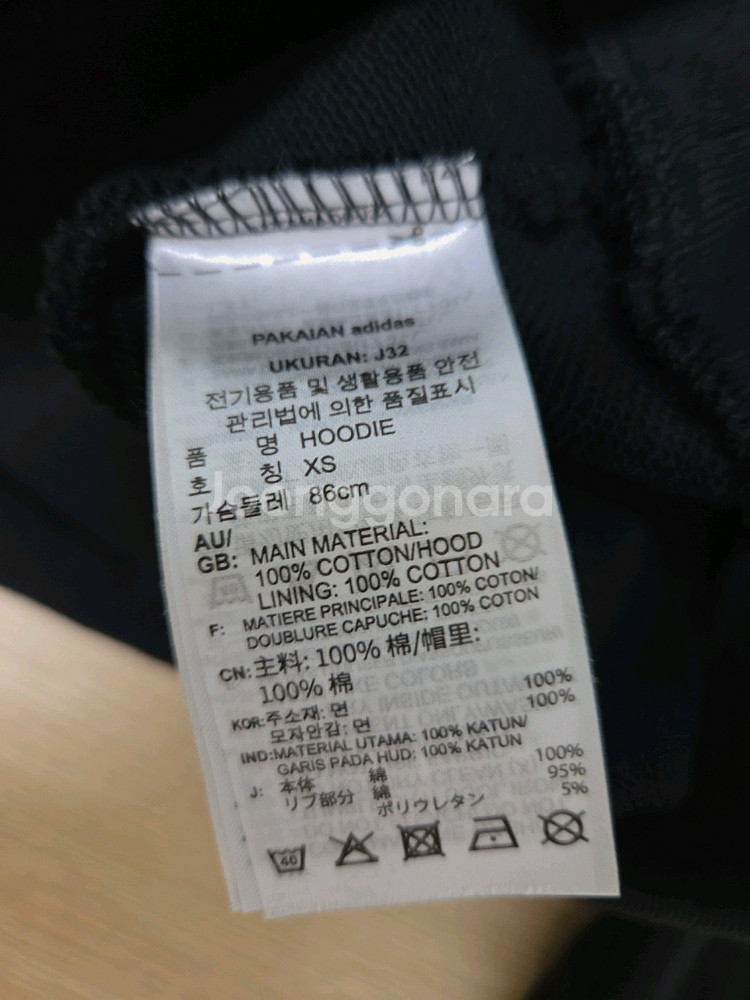 PAKAIAN adidas
UKURAN: J32
전기용품 및 생활용품 안전
관리법에 의한 품질표시
품 명 HOODIE
호 칭 XS
가슴둘레 86cm
Joonggonara
AU/
GB: MAIN MATERIAL:
100% COTTON/HOOD
LINING: 100% COTTON
F: MATIERE PRINCIPALE: 100% COTON/
DOUBLURE CAPUCHE: 100% COTON
CN: 主料: 100% 棉/帽里:
100% 棉
KOR: 주소재: 면 100%
모자안감: 면 100%
IND: MATERIAL UTAMA: 100% KATUN/
GARIS PADA HUD: 100% KATUN
J: 本体 綿 100%
リブ部分 綿 95%
ポリウレタン 5%
40